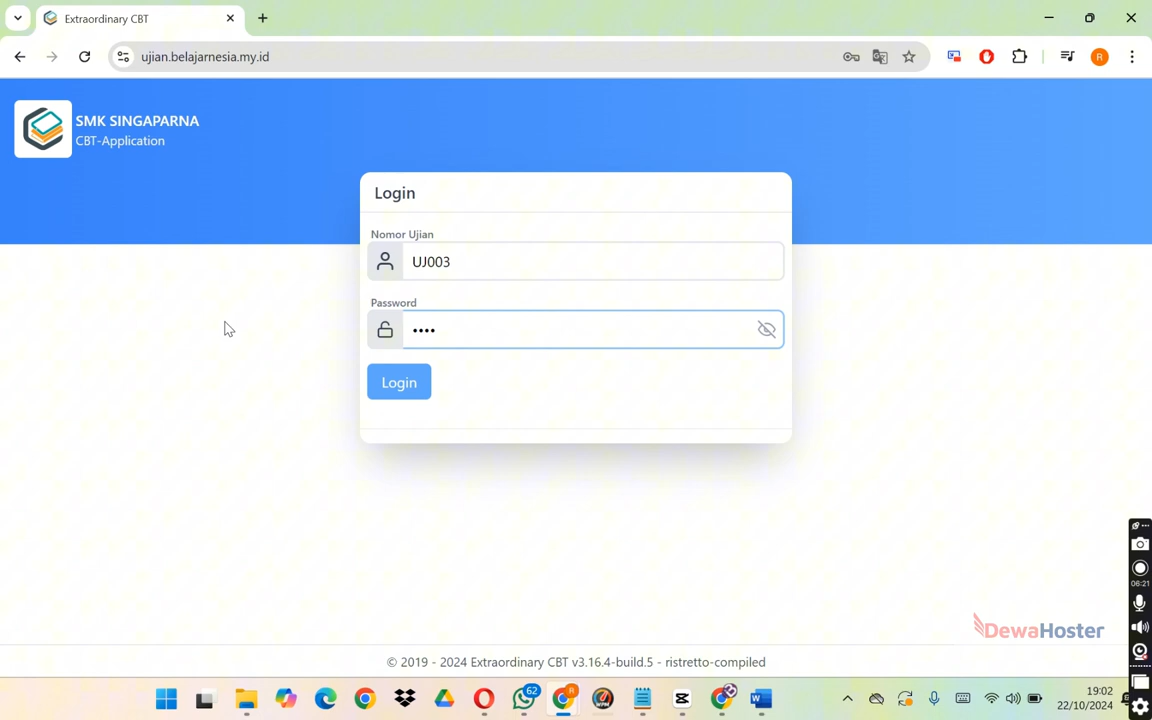 Extraordinary CBT
ujian.belajarnesia.my.id
R
SMK SINGAPARNA
CBT-Application
Login
Nomor Ujian
UJ003
Password
••••
Login
DewaHoster
© 2019 - 2024 Extraordinary CBT v3.16.4-build.5 - ristretto-compiled
06:21
62
R
19:02
22/10/2024